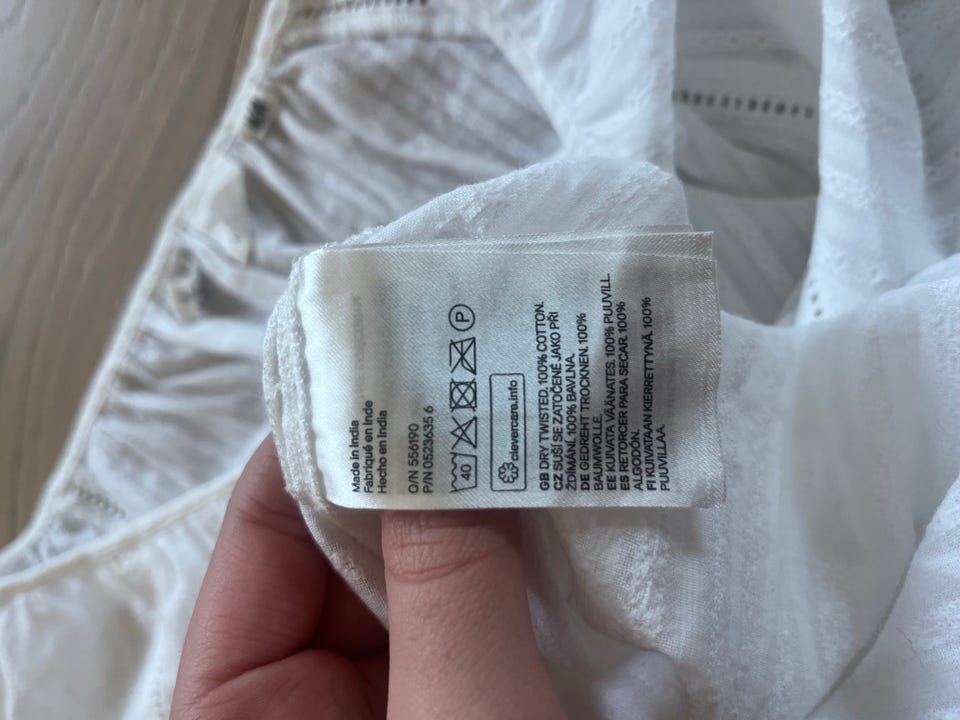 Made in India
Fabriqué en Inde
Hecho en India
O/N 556190
P/N 0523635 6
40
P
clevercare.info
GB DRY TWISTED. 100% COTTON.
CZ SUŠÍ SE ZATOČENÉ JAKO PŘI
ŽDÍMÁNÍ. 100% BAVLNA.
DE GEDREHT TROCKNEN. 100%
BAUMWOLLE.
EE KUIVATA VÄÄNATES. 100% PUUVILL.
ES RETORCER PARA SECAR. 100%
ALGODÓN.
FI KUIVATAAN KIERRETTYNÄ. 100%
PUUVILLAA.